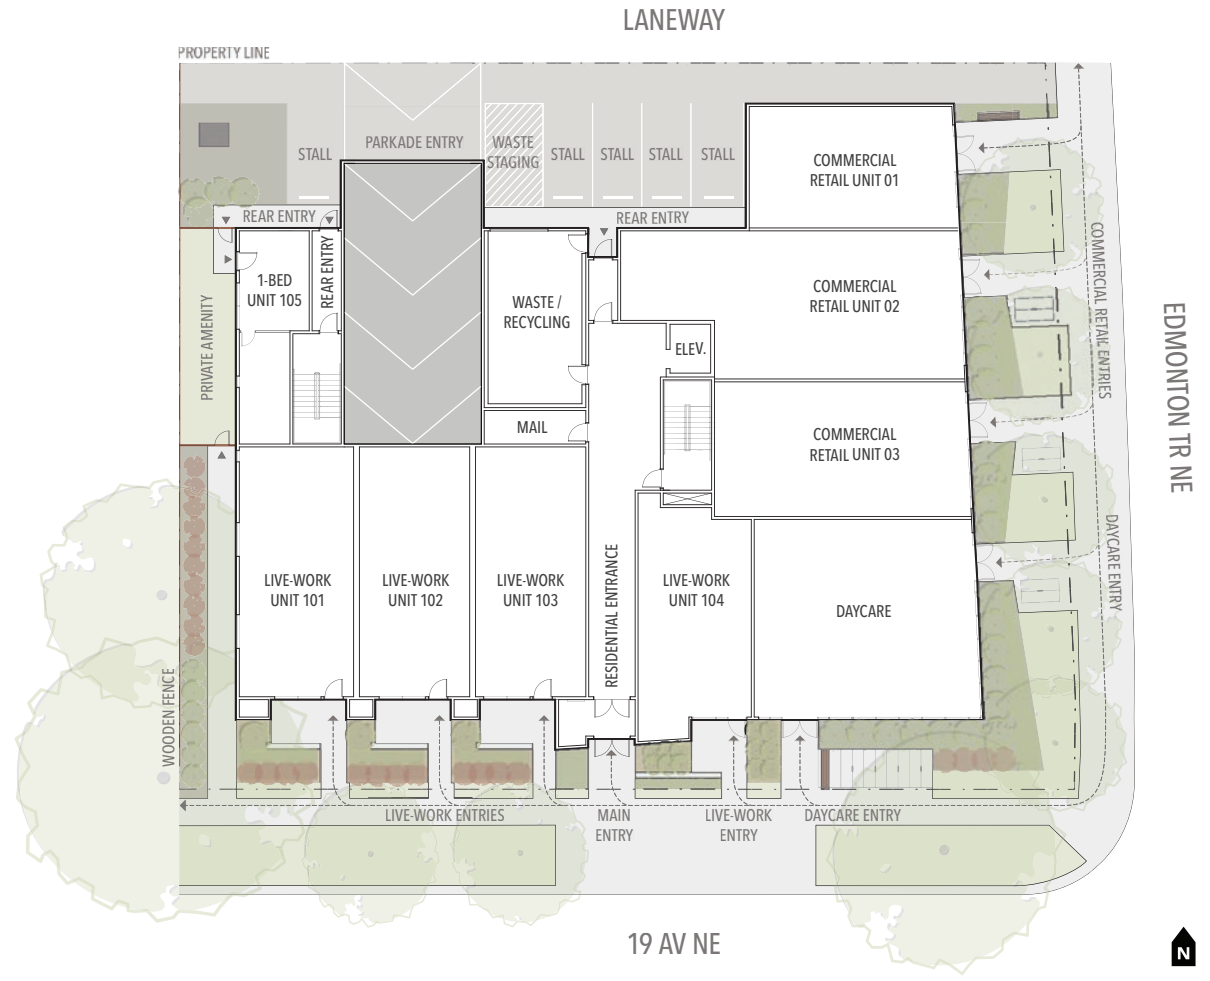 LANEWAY
PROPERTY LINE
PARKADE ENTRY
WASTE
STAGING
STALL
STALL
STALL
STALL
STALL
COMMERCIAL
RETAIL UNIT 01
REAR ENTRY
REAR ENTRY
REAR ENTRY
1-BED
UNIT 105
WASTE /
RECYCLING
COMMERCIAL
RETAIL UNIT 02
COMMERCIAL RETAIL ENTRIES
EDMONTON TR NE
PRIVATE AMENITY
ELEV.
MAIL
COMMERCIAL
RETAIL UNIT 03
DAYCARE ENTRY
LIVE-WORK
UNIT 101
LIVE-WORK
UNIT 102
LIVE-WORK
UNIT 103
RESIDENTIAL ENTRANCE
LIVE-WORK
UNIT 104
DAYCARE
WOODEN FENCE
LIVE-WORK ENTRIES
MAIN
ENTRY
LIVE-WORK
ENTRY
DAYCARE ENTRY
19 AV NE
N